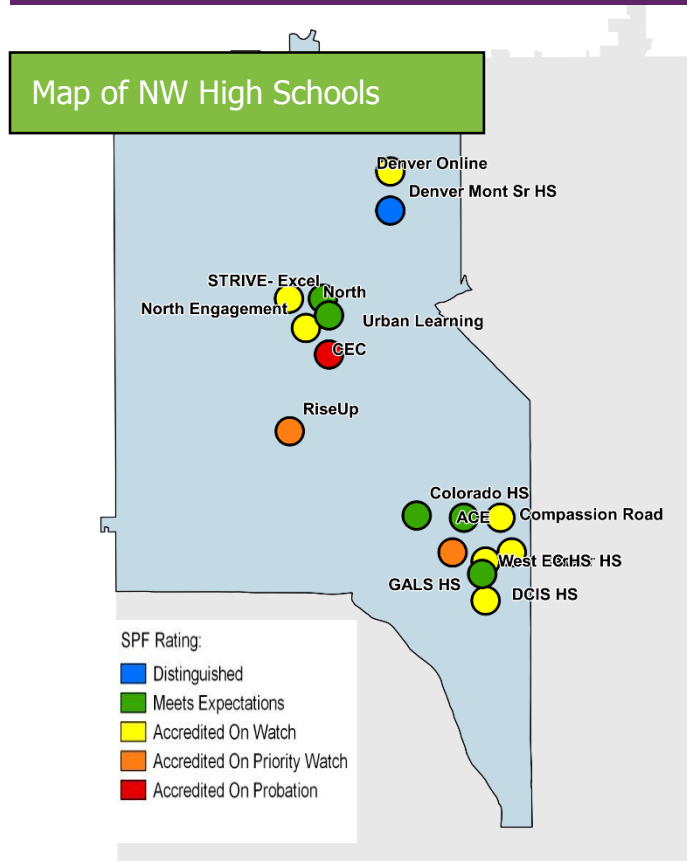 Map of NW High Schools
Denver Online
Denver Mont Sr HS
STRIVE- Excel
North
North Engagement
Urban Learning
CEC
RiseUp
Colorado HS
ACE
Compassion Road
West
HS
GALS HS
DCIS HS
SPF Rating:
Distinguished
Meets Expectations
Accredited On Watch
Accredited On Priority Watch
Accredited On Probation